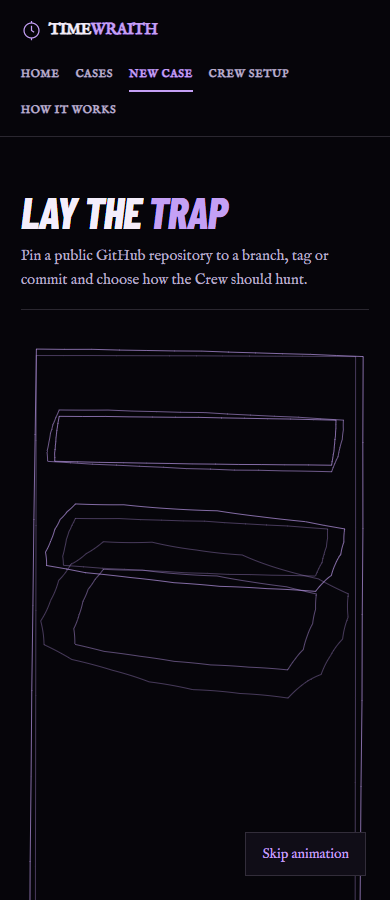 TIMEWRAITH
HOME CASES NEW CASE CREW SETUP
HOW IT WORKS
LAY THE TRAP
Pin a public GitHub repository to a branch, tag or
commit and choose how the Crew should hunt.
Skip animation